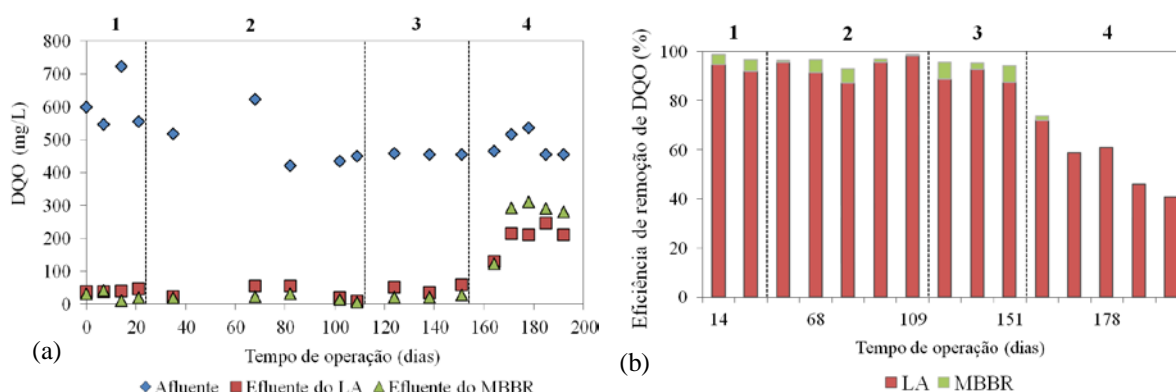 1 2 3 4
800
700
600
500
400
300
200
100
0
DQO (mg/L)
0 20 40 60 80 100 120 140 160 180 200
Tempo de operação (dias)
(a)
Afluente Efluente do LA Efluente do MBBR
1 2 3 4
100
80
60
40
20
0
Eficiência de remoção de DQO (%)
14 68 109 151 178
Tempo de operação (dias)
(b)
LA MBBR